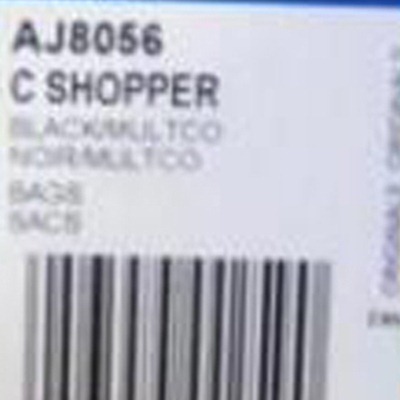 AJ8056
C SHOPPER
BLACK/MULTCO
NOIR/MULTCO
BAGS
SACS